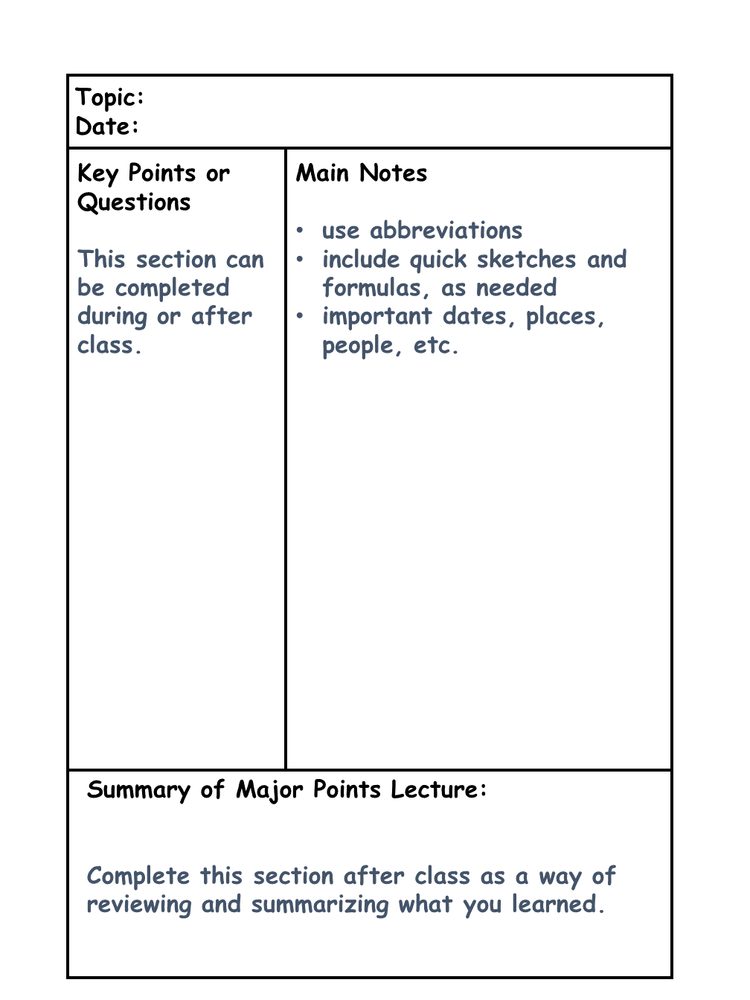 Topic:
Date:
Key Points or
Questions
This section can
be completed
during or after
class.
Main Notes
• use abbreviations
• include quick sketches and
formulas, as needed
• important dates, places,
people, etc.
Summary of Major Points Lecture:
Complete this section after class as a way of
reviewing and summarizing what you learned.